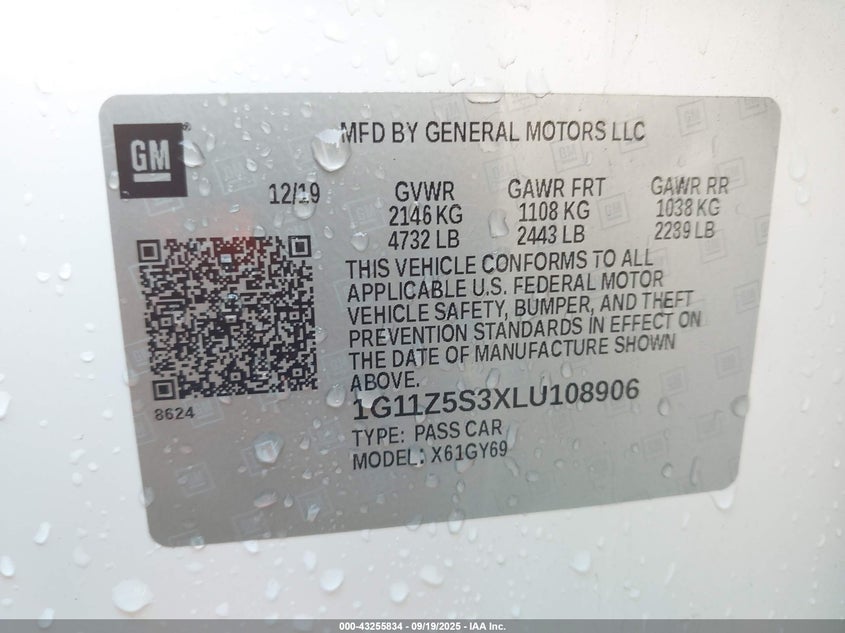 GM
MFD BY GENERAL MOTORS LLC
12/19
GVWR GAWR FRT GAWR RR
2146 KG 1108 KG 1038 KG
4732 LB 2443 LB 2289 LB
THIS VEHICLE CONFORMS TO ALL
APPLICABLE U.S. FEDERAL MOTOR
VEHICLE SAFETY, BUMPER, AND THEFT
PREVENTION STANDARDS IN EFFECT ON
THE DATE OF MANUFACTURE SHOWN
ABOVE.
8624
1G11Z5S3XLU108906
TYPE: PASS CAR
MODEL: X61GY69
000-43255834 - 09/19/2025 - IAA Inc.